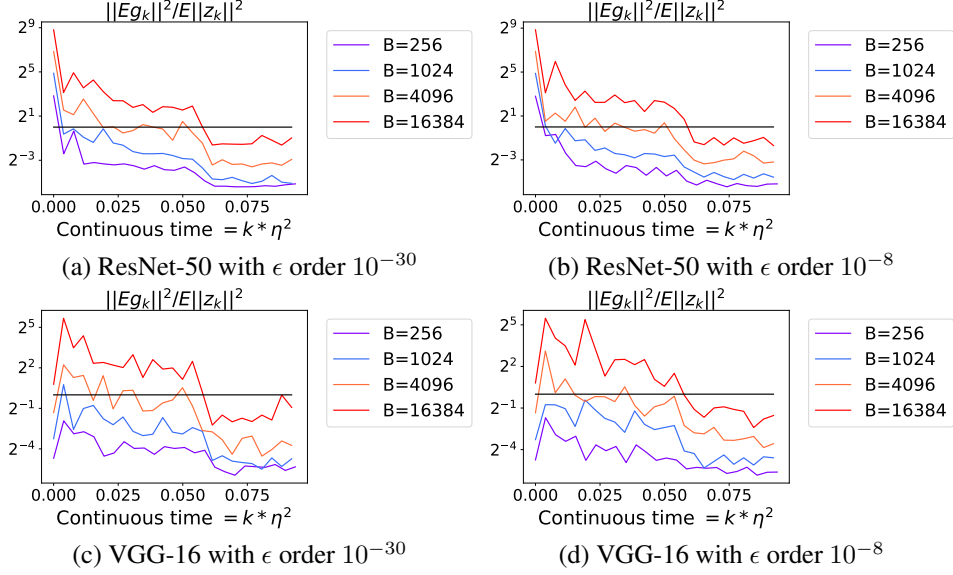 ||Eg_k||^2/E||z_k||^2
2^9
2^5
2^1
2^{-3}
0.000 0.025 0.050 0.075
Continuous time = k * η^2
B=256
B=1024
B=4096
B=16384
(a) ResNet-50 with ϵ order 10^{-30}
||Eg_k||^2/E||z_k||^2
2^9
2^5
2^1
2^{-3}
0.000 0.025 0.050 0.075
Continuous time = k * η^2
B=256
B=1024
B=4096
B=16384
(b) ResNet-50 with ϵ order 10^{-8}
||Eg_k||^2/E||z_k||^2
2^5
2^2
2^{-1}
2^{-4}
0.000 0.025 0.050 0.075
Continuous time = k * η^2
B=256
B=1024
B=4096
B=16384
(c) VGG-16 with ϵ order 10^{-30}
||Eg_k||^2/E||z_k||^2
2^5
2^2
2^{-1}
2^{-4}
0.000 0.025 0.050 0.075
Continuous time = k * η^2
B=256
B=1024
B=4096
B=16384
(d) VGG-16 with ϵ order 10^{-8}